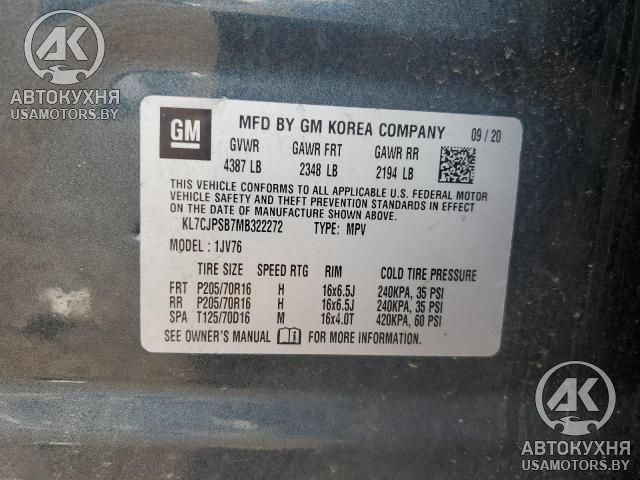 АК
АВТОКУХНЯ
USAMOTORS.BY
GM
MFD BY GM KOREA COMPANY 09/20
GVWR GAWR FRT GAWR RR
4387 LB 2348 LB 2194 LB
THIS VEHICLE CONFORMS TO ALL APPLICABLE U.S. FEDERAL MOTOR
VEHICLE SAFETY AND THEFT PREVENTION STANDARDS IN EFFECT
ON THE DATE OF MANUFACTURE SHOWN ABOVE.
KL7CJPSB7MB322272 TYPE: MPV
MODEL : 1JV76
TIRE SIZE SPEED RTG RIM COLD TIRE PRESSURE
FRT P205/70R16 H 16x6.5J 240KPA, 35 PSI
RR P205/70R16 H 16x6.5J 240KPA, 35 PSI
SPA T125/70D16 M 16x4.0T 420KPA, 60 PSI
SEE OWNER'S MANUAL FOR MORE INFORMATION.
АК
АВТОКУХНЯ
USAMOTORS.BY